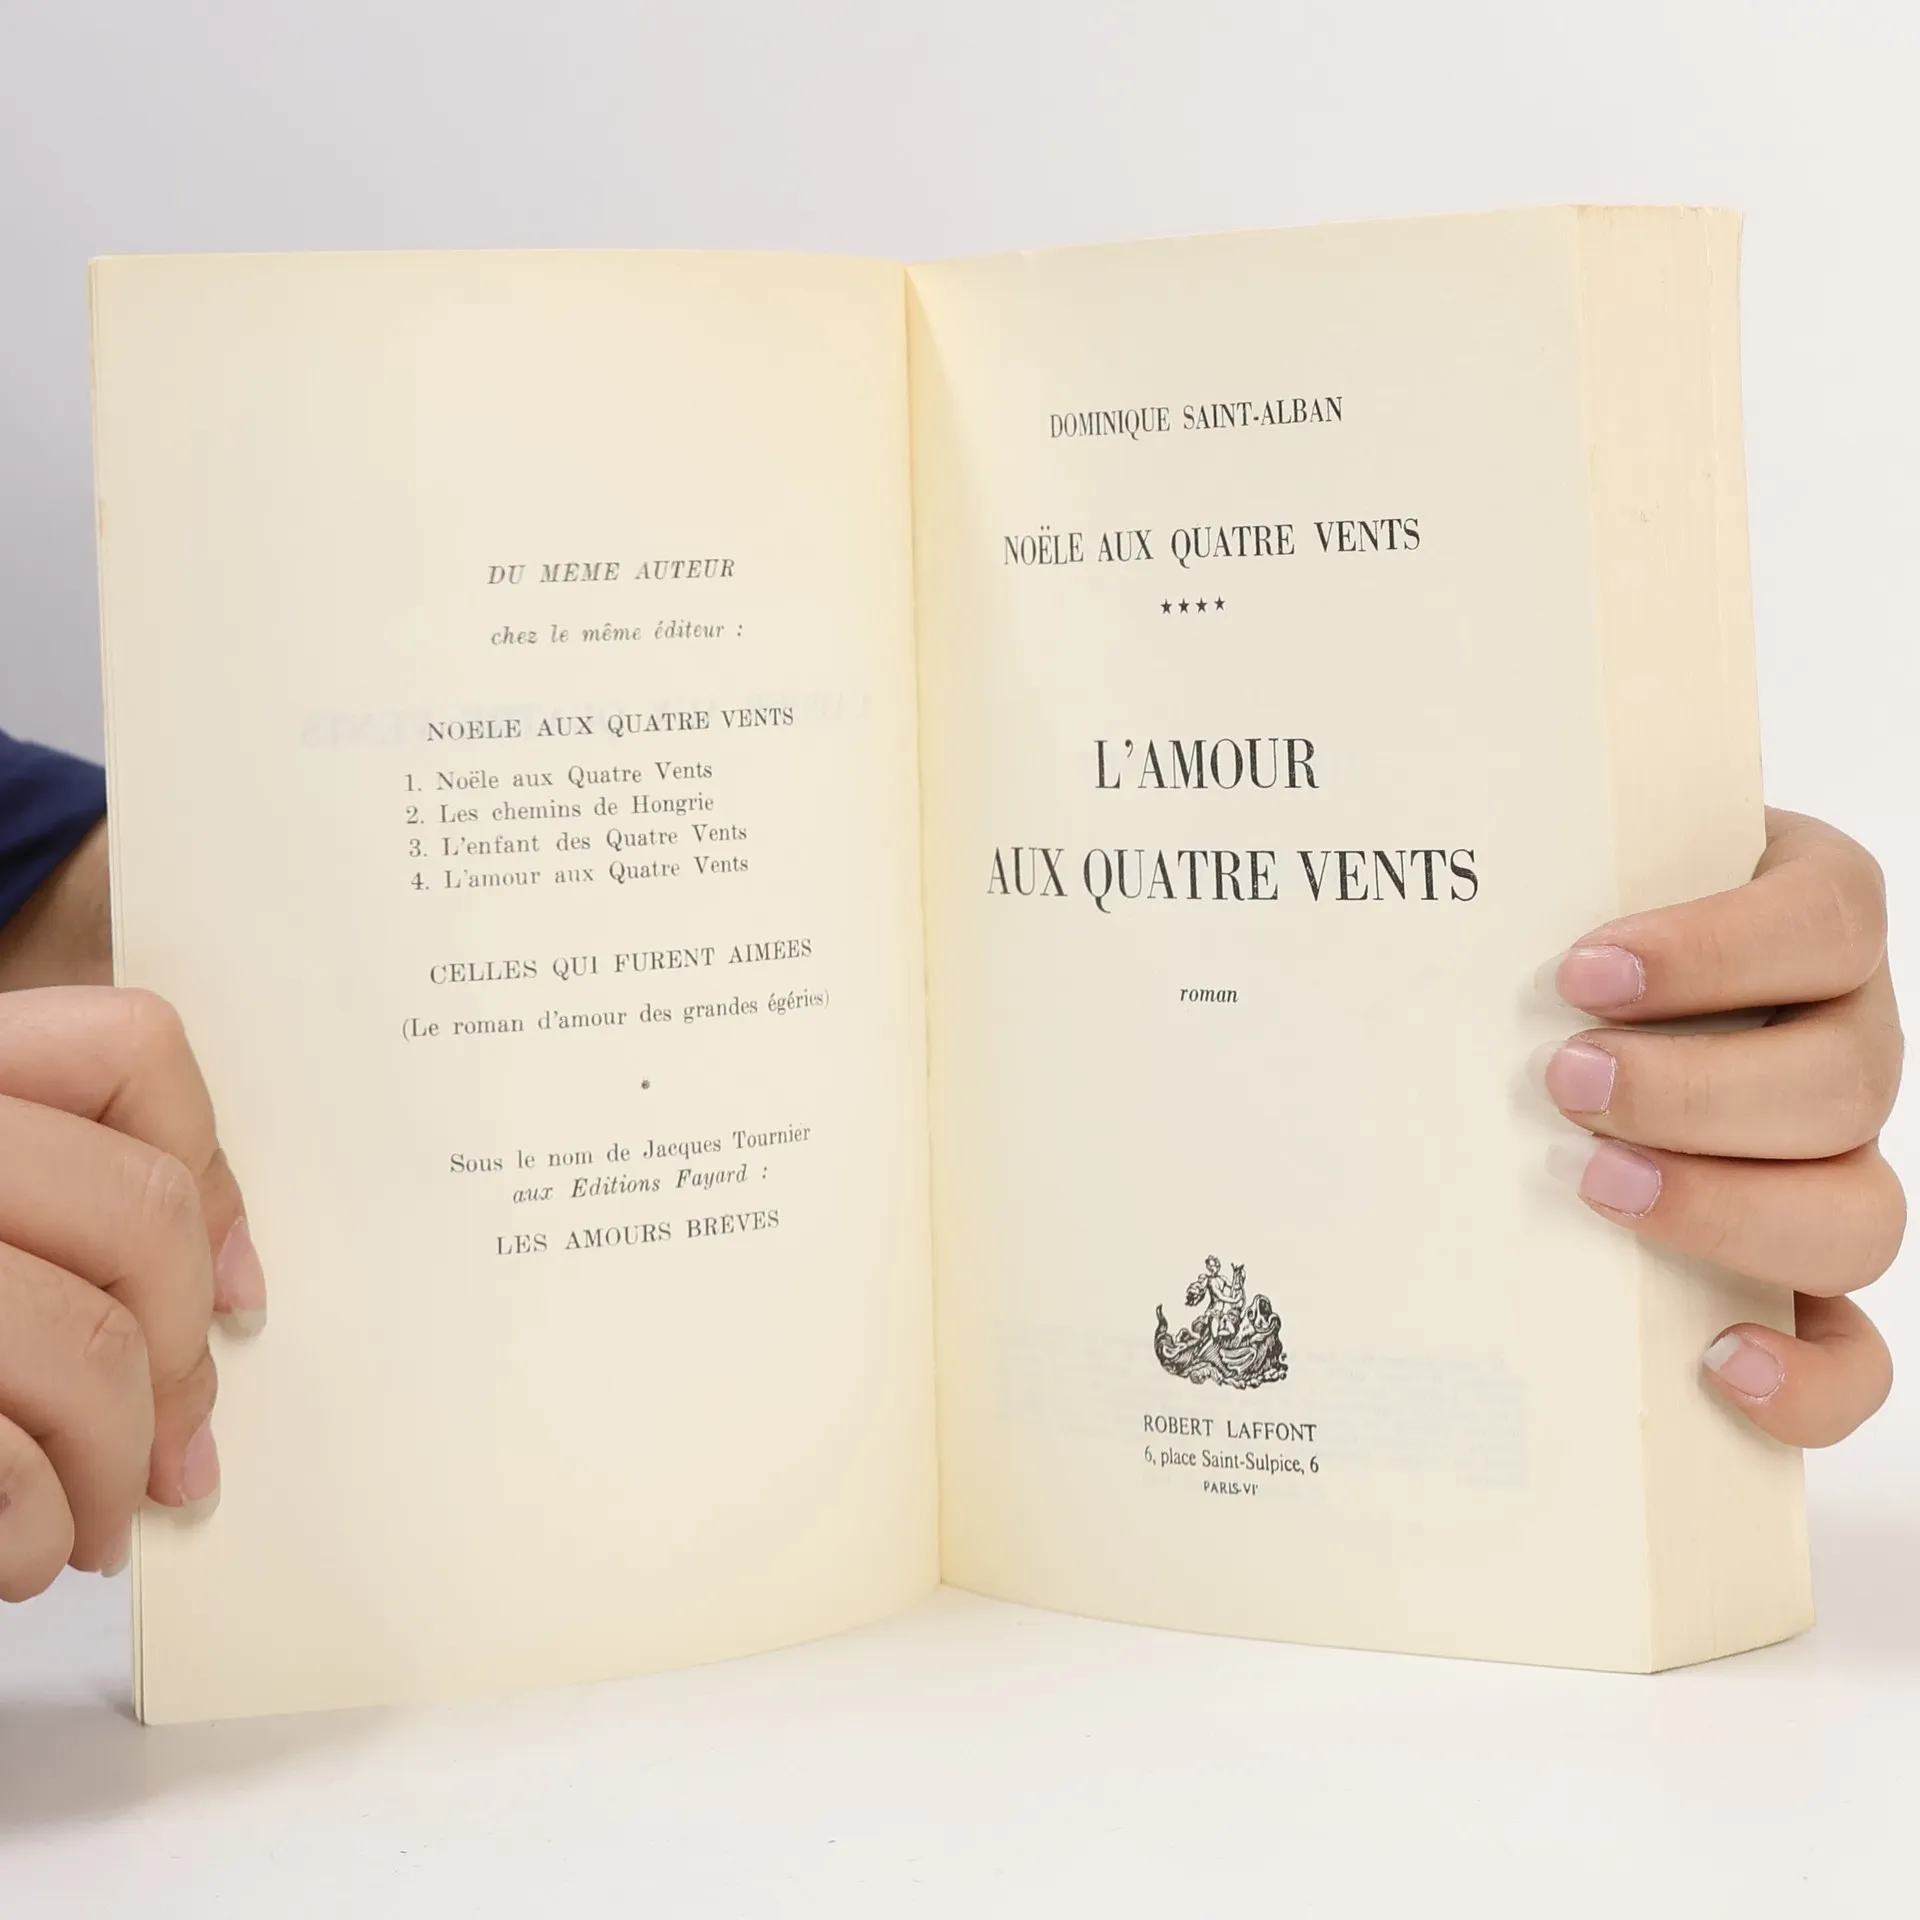 DU MEME AUTEUR
chez le même éditeur :
NOELE AUX QUATRE VENTS
1. Noële aux Quatre Vents
2. Les chemins de Hongrie
3. L'enfant des Quatre Vents
4. L'amour aux Quatre Vents
CELLES QUI FURENT AIMÉES
(Le roman d'amour des grandes égéries)
*
Sous le nom de Jacques Tournier
aux Editions Fayard :
LES AMOURS BRÈVES
DOMINIQUE SAINT-ALBAN
NOËLE AUX QUATRE VENTS
★★★★
L'AMOUR
AUX QUATRE VENTS
roman
ROBERT LAFFONT
6, place Saint-Sulpice, 6
PARIS-VIe